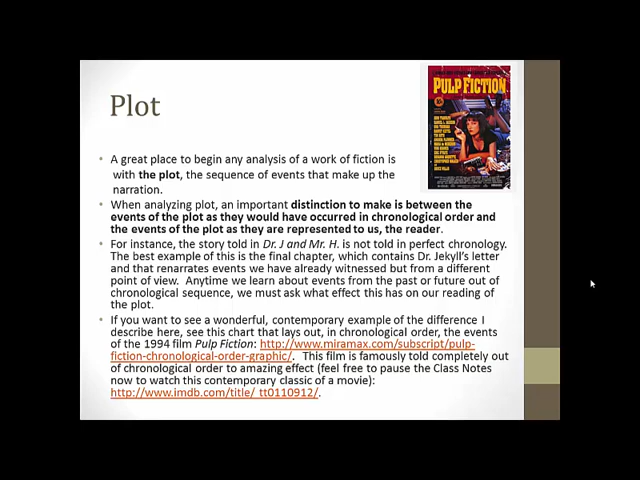 PULP FICTION
Plot
• A great place to begin any analysis of a work of fiction is
with the plot, the sequence of events that make up the
narration.
• When analyzing plot, an important distinction to make is between the
events of the plot as they would have occurred in chronological order and
the events of the plot as they are represented to us, the reader.
• For instance, the story told in Dr. J and Mr. H. is not told in perfect chronology.
The best example of this is the final chapter, which contains Dr. Jekyll's letter
and that renarrates events we have already witnessed but from a different
point of view. Anytime we learn about events from the past or future out of
chronological sequence, we must ask what effect this has on our reading of
the plot.
• If you want to see a wonderful, contemporary example of the difference I
describe here, see this chart that lays out, in chronological order, the events
of the 1994 film Pulp Fiction: http://www.miramax.com/subscript/pulp-
fiction-chronological-order-graphic/. This film is famously told completely out
of chronological order to amazing effect (feel free to pause the Class Notes
now to watch this contemporary classic of a movie):
http://www.imdb.com/title/ tt0110912/.